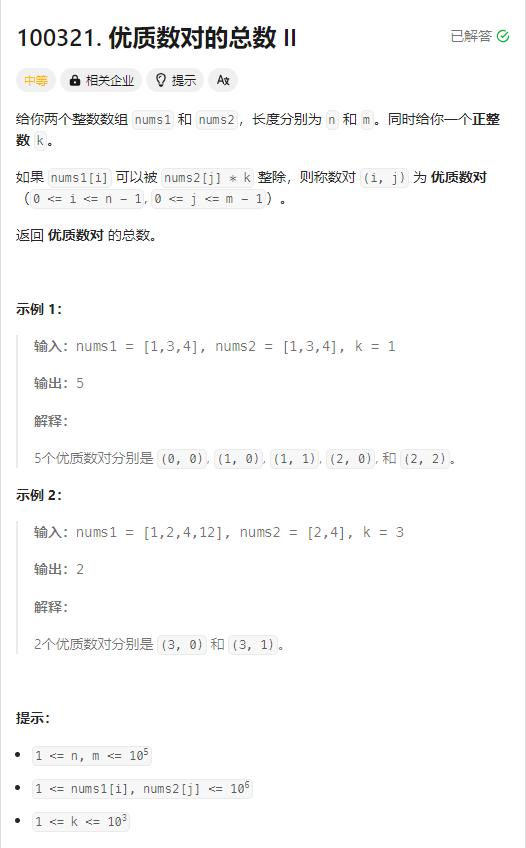 100321. 优质数对的总数 II
已解答
中等 相关企业 提示 Aあ
给你两个整数数组 nums1 和 nums2，长度分别为 n 和 m。同时给你一个正整
数 k。
如果 nums1[i] 可以被 nums2[j] * k 整除，则称数对 (i, j) 为 优质数对
（0 <= i <= n - 1, 0 <= j <= m - 1）。
返回 优质数对 的总数。
示例 1：
输入：nums1 = [1,3,4], nums2 = [1,3,4], k = 1
输出：5
解释：
5个优质数对分别是 (0, 0), (1, 0), (1, 1), (2, 0), 和 (2, 2)。
示例 2：
输入：nums1 = [1,2,4,12], nums2 = [2,4], k = 3
输出：2
解释：
2个优质数对分别是 (3, 0) 和 (3, 1)。
提示：
1 <= n, m <= 10⁵
1 <= nums1[i], nums2[j] <= 10⁶
1 <= k <= 10³